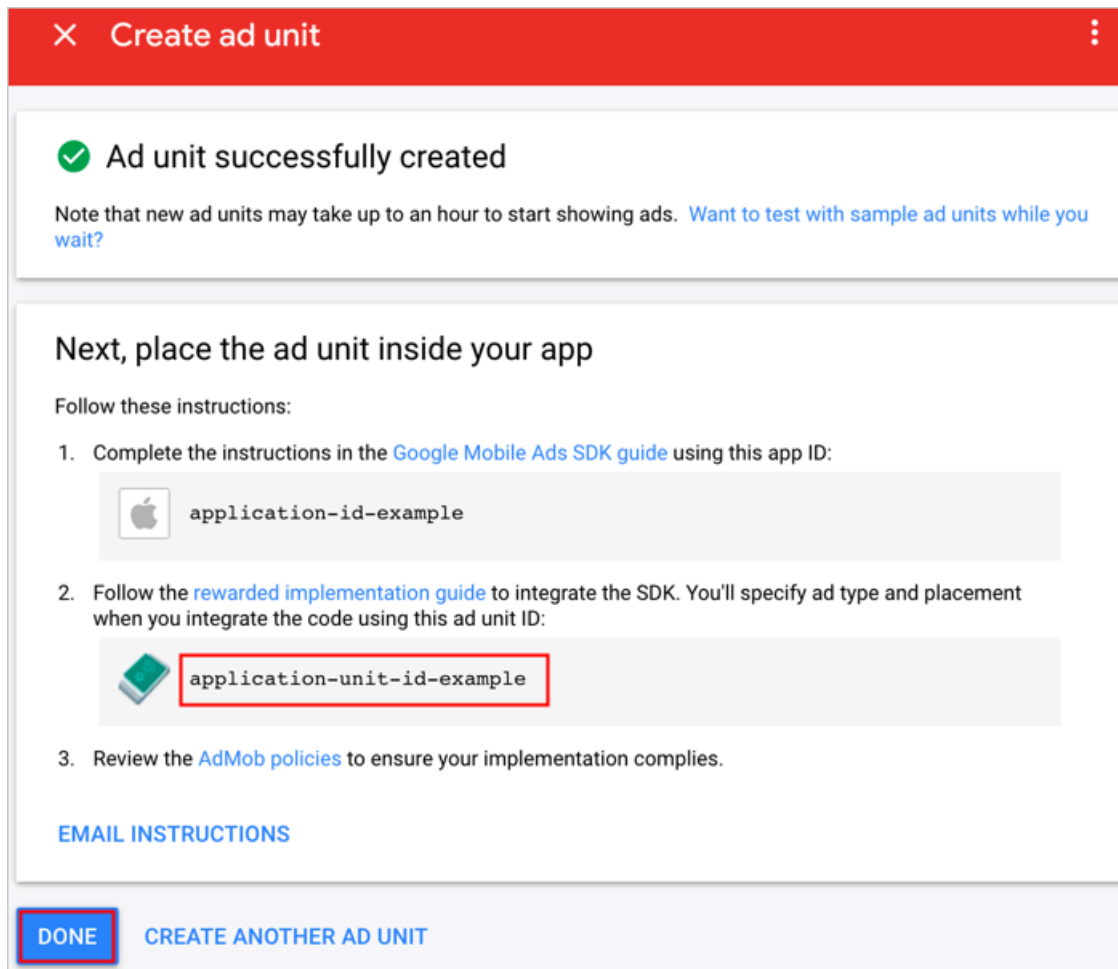 Create ad unit
Ad unit successfully created
Note that new ad units may take up to an hour to start showing ads. Want to test with sample ad units while you
wait?
Next, place the ad unit inside your app
Follow these instructions:
1. Complete the instructions in the Google Mobile Ads SDK guide using this app ID:
application-id-example
2. Follow the rewarded implementation guide to integrate the SDK. You'll specify ad type and placement
when you integrate the code using this ad unit ID:
application-unit-id-example
3. Review the AdMob policies to ensure your implementation complies.
EMAIL INSTRUCTIONS
DONE CREATE ANOTHER AD UNIT